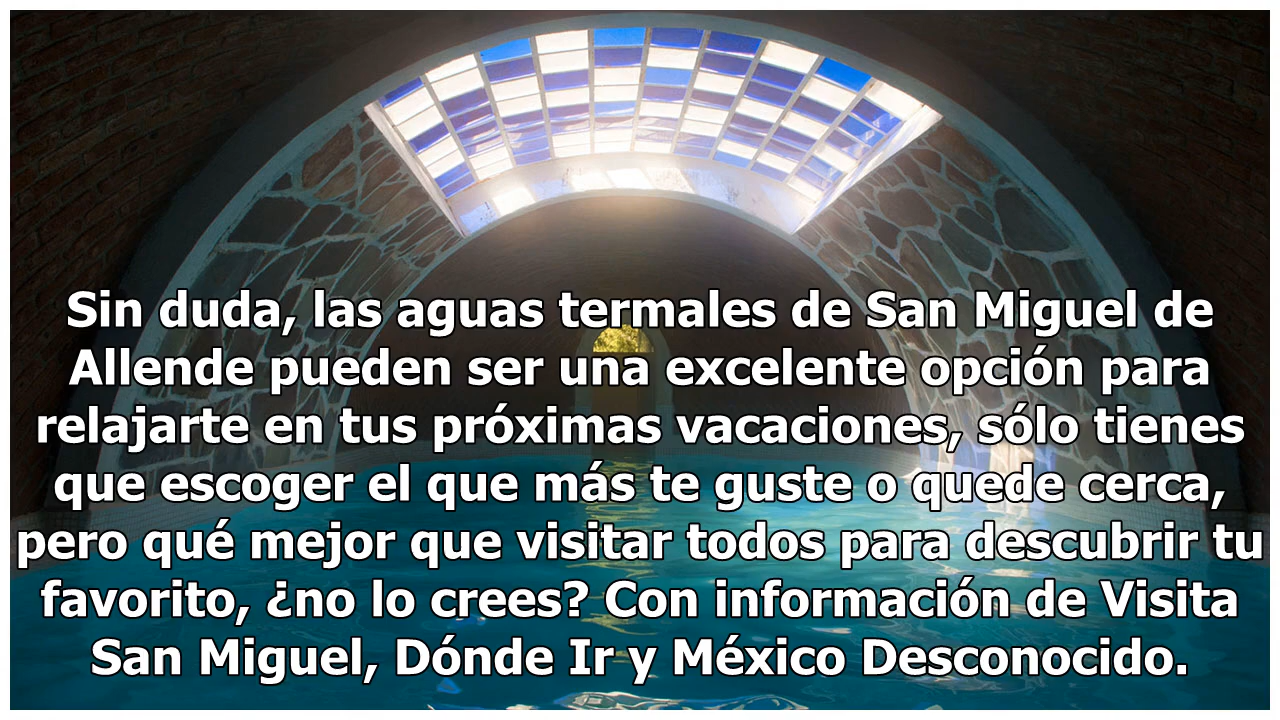 Sin duda, las aguas termales de San Miguel de
Allende pueden ser una excelente opción para
relajarte en tus próximas vacaciones, sólo tienes
que escoger el que más te guste o quede cerca,
pero qué mejor que visitar todos para descubrir tu
favorito, ¿no lo crees? Con información de Visita
San Miguel, Dónde Ir y México Desconocido.